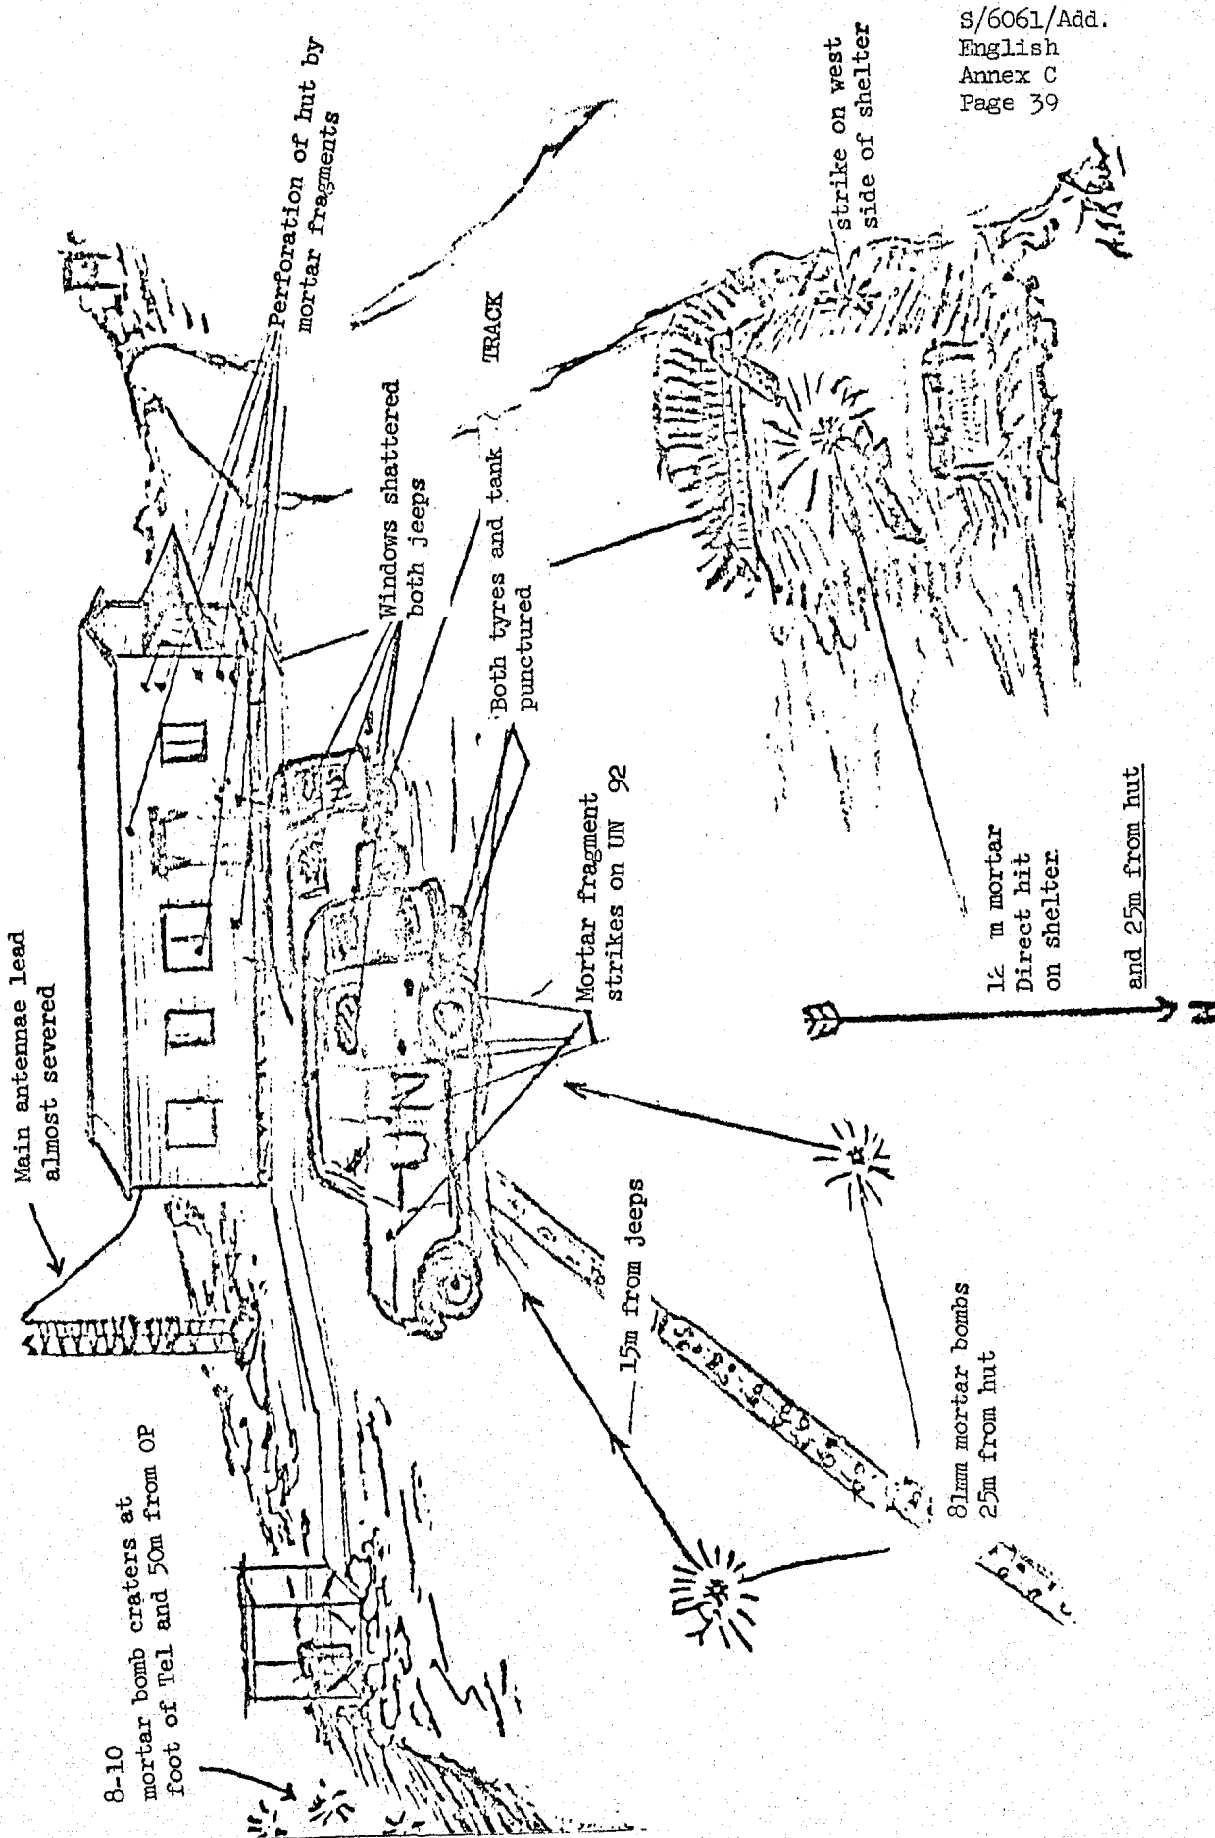 S/6061/Add.
English
Annex C
Page 39
Main antennae lead
almost severed
8-10
mortar bomb craters at
foot of Tel and 50m from OP
Perforation of hut by
mortar fragments
Windows shattered
both jeeps
TRACK
Both tyres and tank
punctured
strike on west
side of shelter
Mortar fragment
strikes on UN 92
UN
15m from jeeps
81mm mortar bombs
25m from hut
12 m mortar
Direct hit
on shelter
and 25m from hut
N